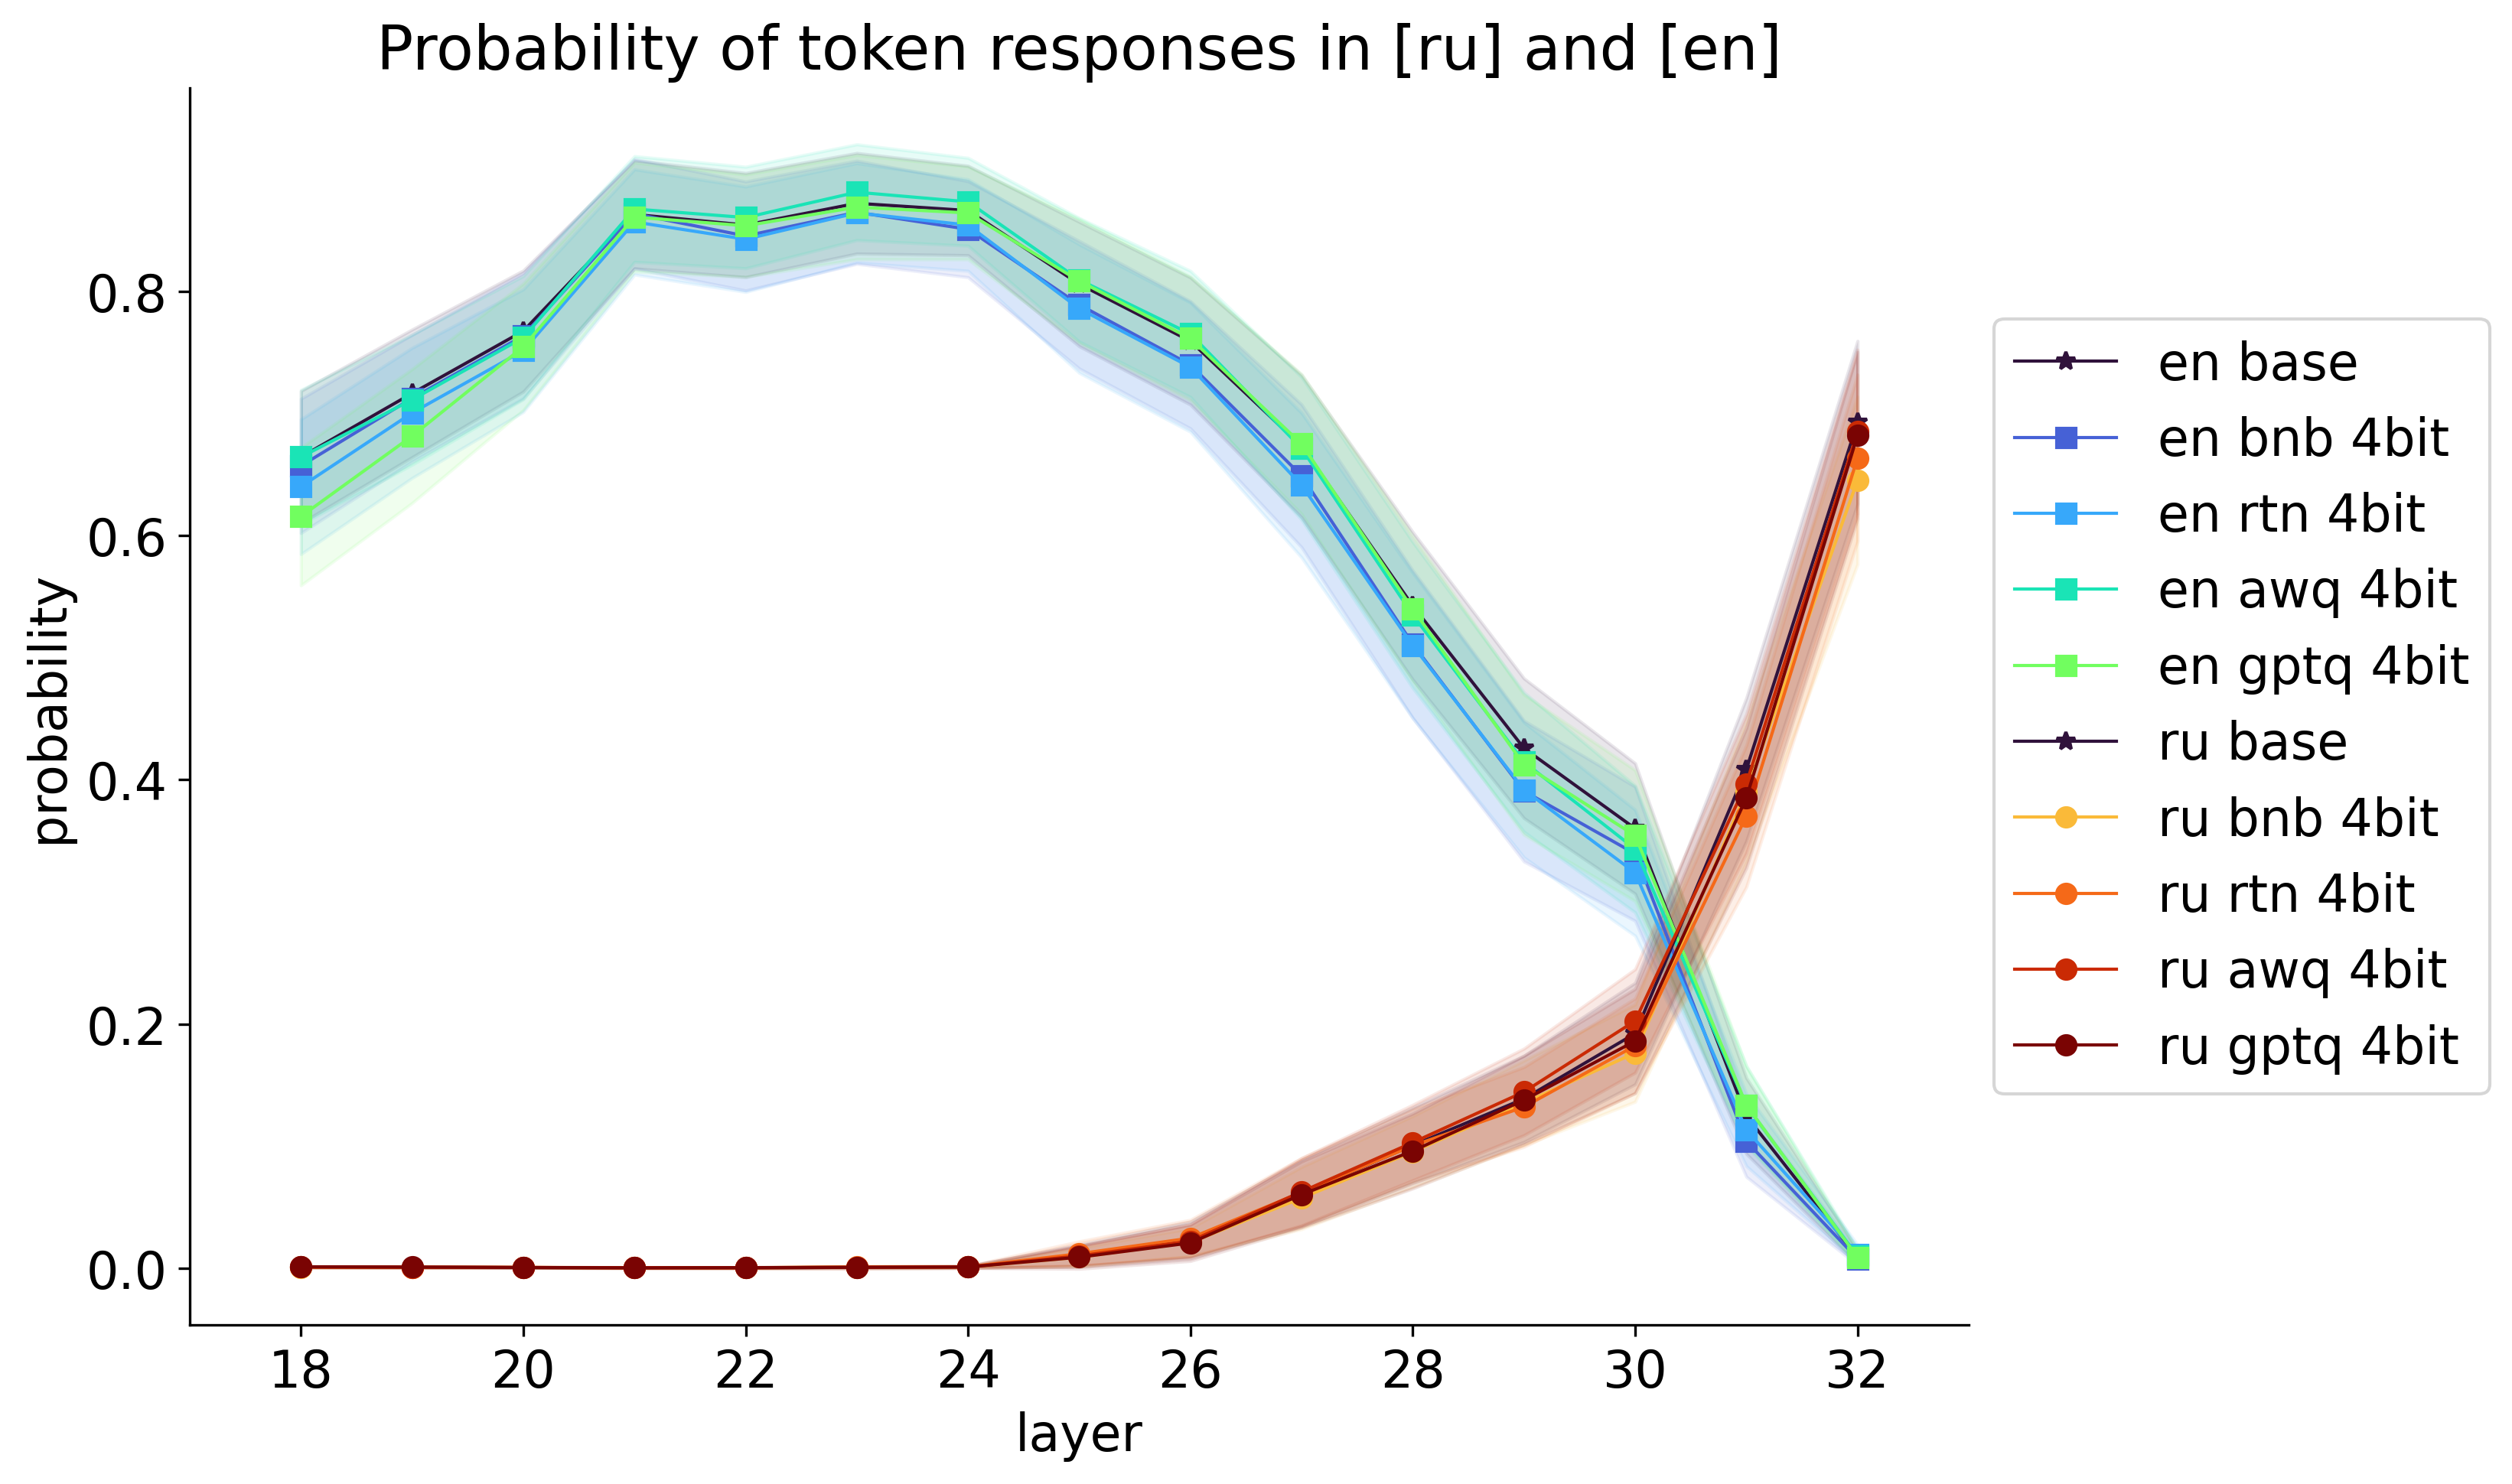 Probability of token responses in [ru] and [en]
probability
0.8
0.6
0.4
0.2
0.0
18 20 22 24 26 28 30 32
layer
en base
en bnb 4bit
en rtn 4bit
en awq 4bit
en gptq 4bit
ru base
ru bnb 4bit
ru rtn 4bit
ru awq 4bit
ru gptq 4bit